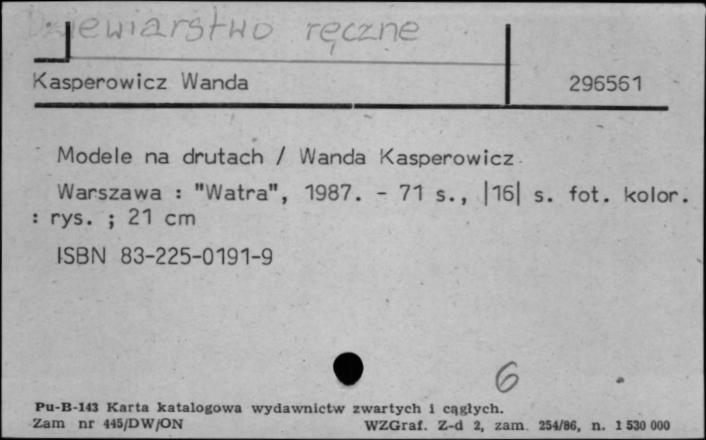 Dziewiarstwo ręczne
Kasperowicz Wanda 296561
Modele na drutach / Wanda Kasperowicz.
Warszawa : "Watra", 1987. - 71 s., |16| s. fot. kolor.
: rys. ; 21 cm
ISBN 83-225-0191-9
6
Pu-B-143 Karta katalogowa wydawnictw zwartych i cągłych.
Zam nr 445/DW/ON WZGraf. Z-d 2, zam. 254/86, n. 1 530 000